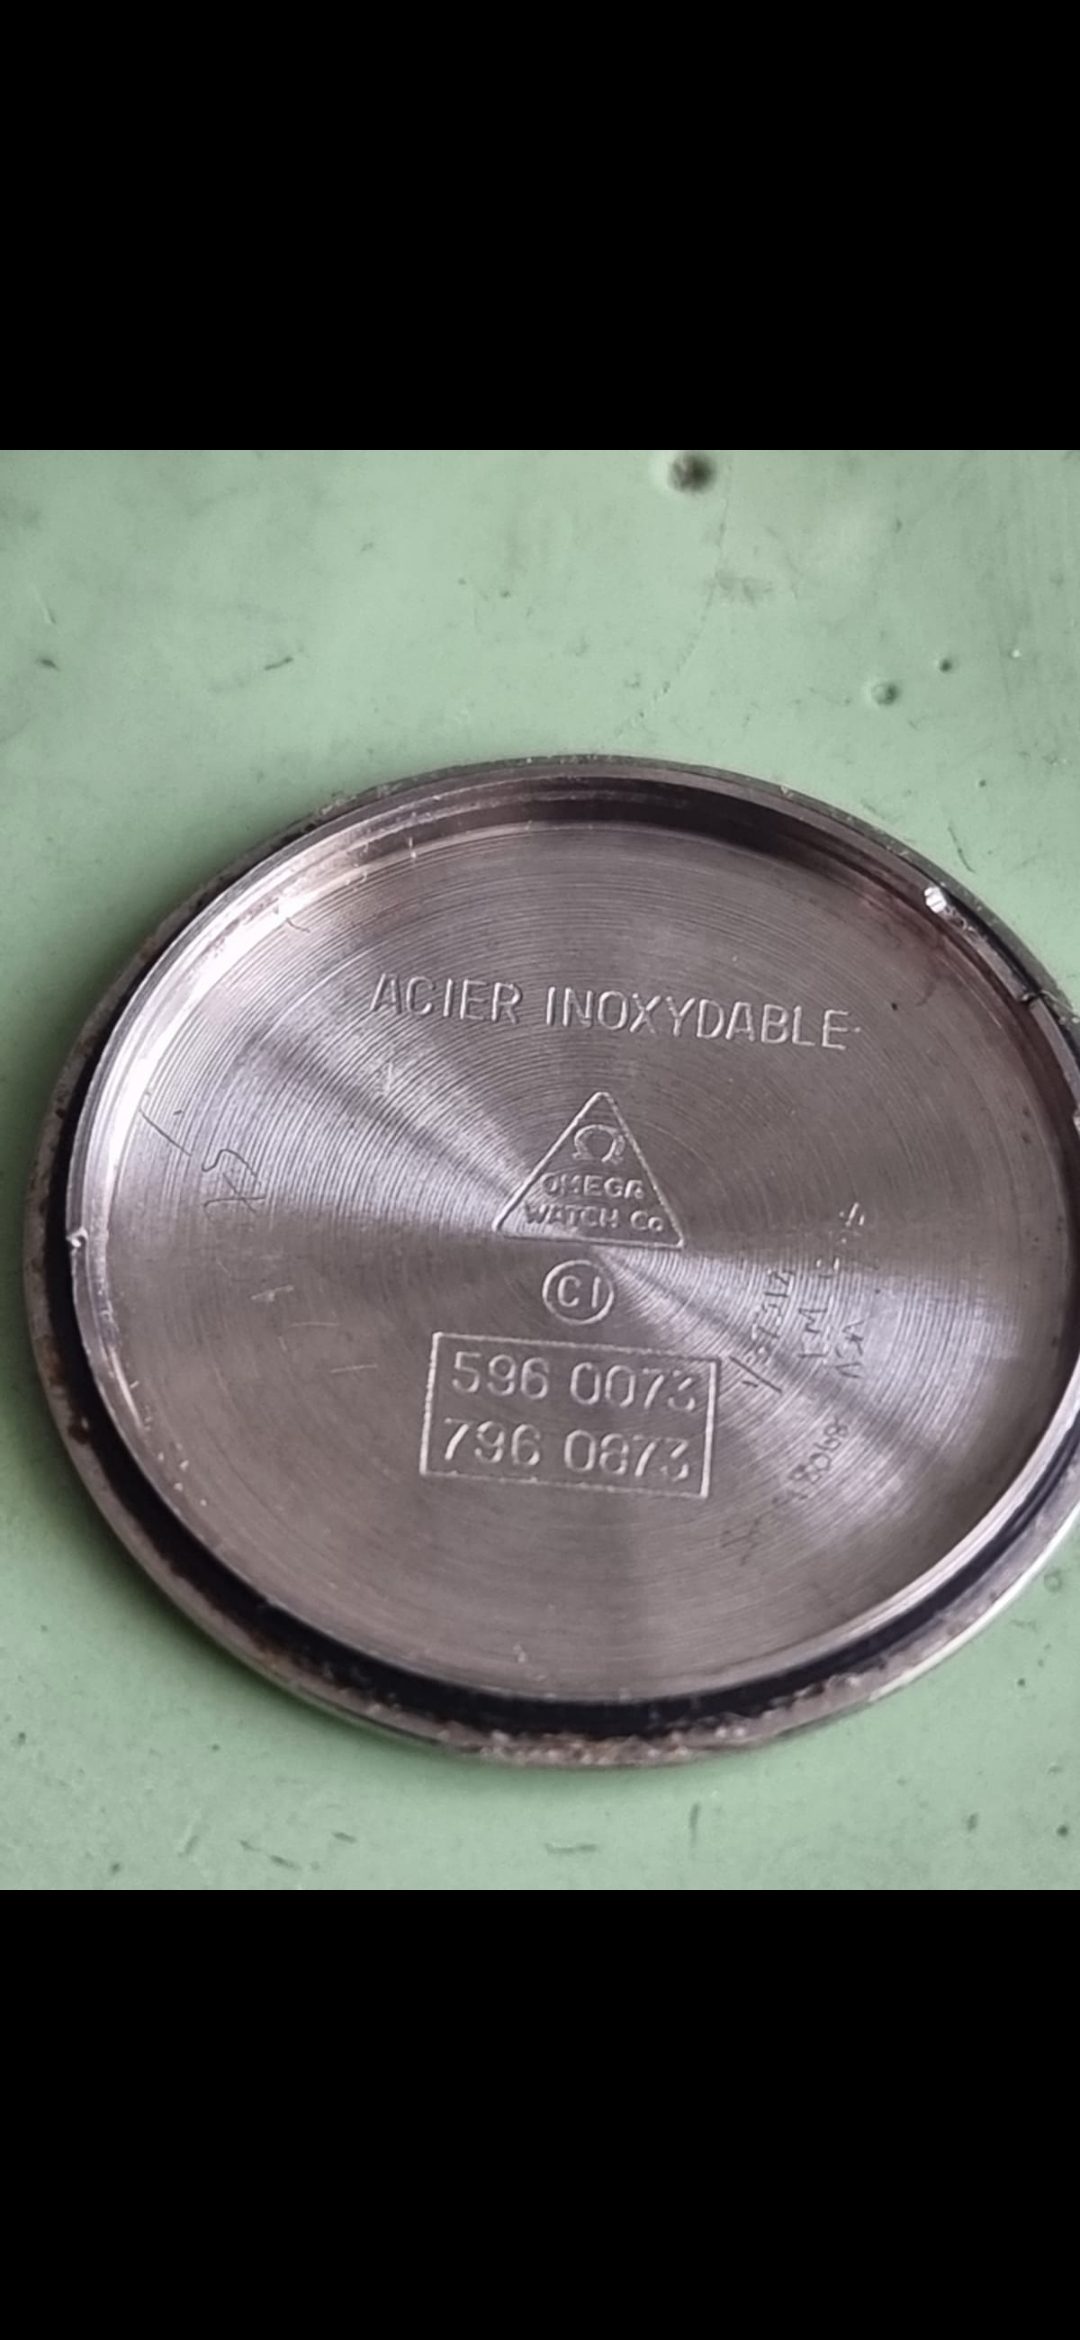 ACIER INOXYDABLE
Ω
OMEGA
WATCH Co
CI
596 0073
796 0873